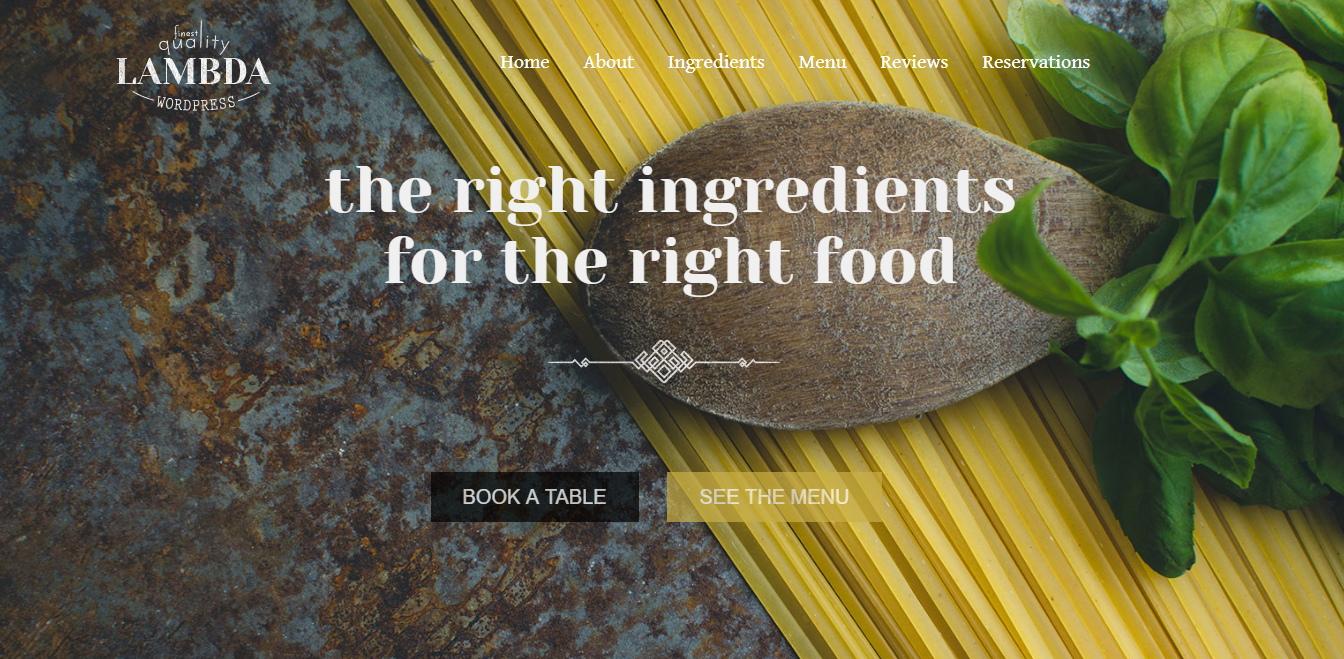 finest
quality
LAMBDA
WORDPRESS
Home About Ingredients Menu Reviews Reservations
the right ingredients
for the right food
BOOK A TABLE SEE THE MENU